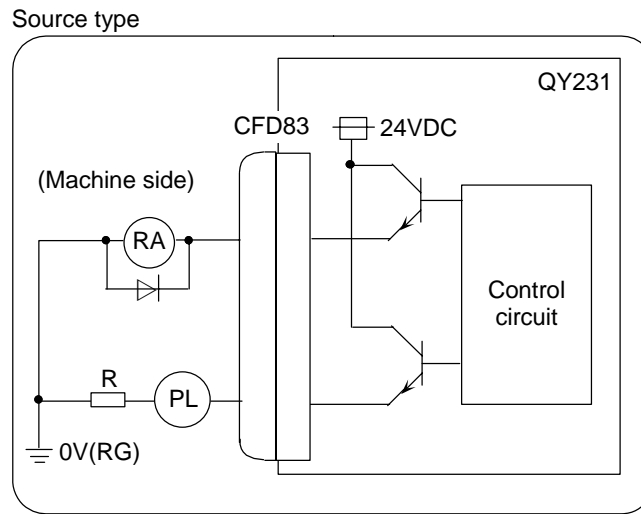 Source type
QY231
CFD83
24VDC
(Machine side)
RA
Control
circuit
R
PL
0V(RG)